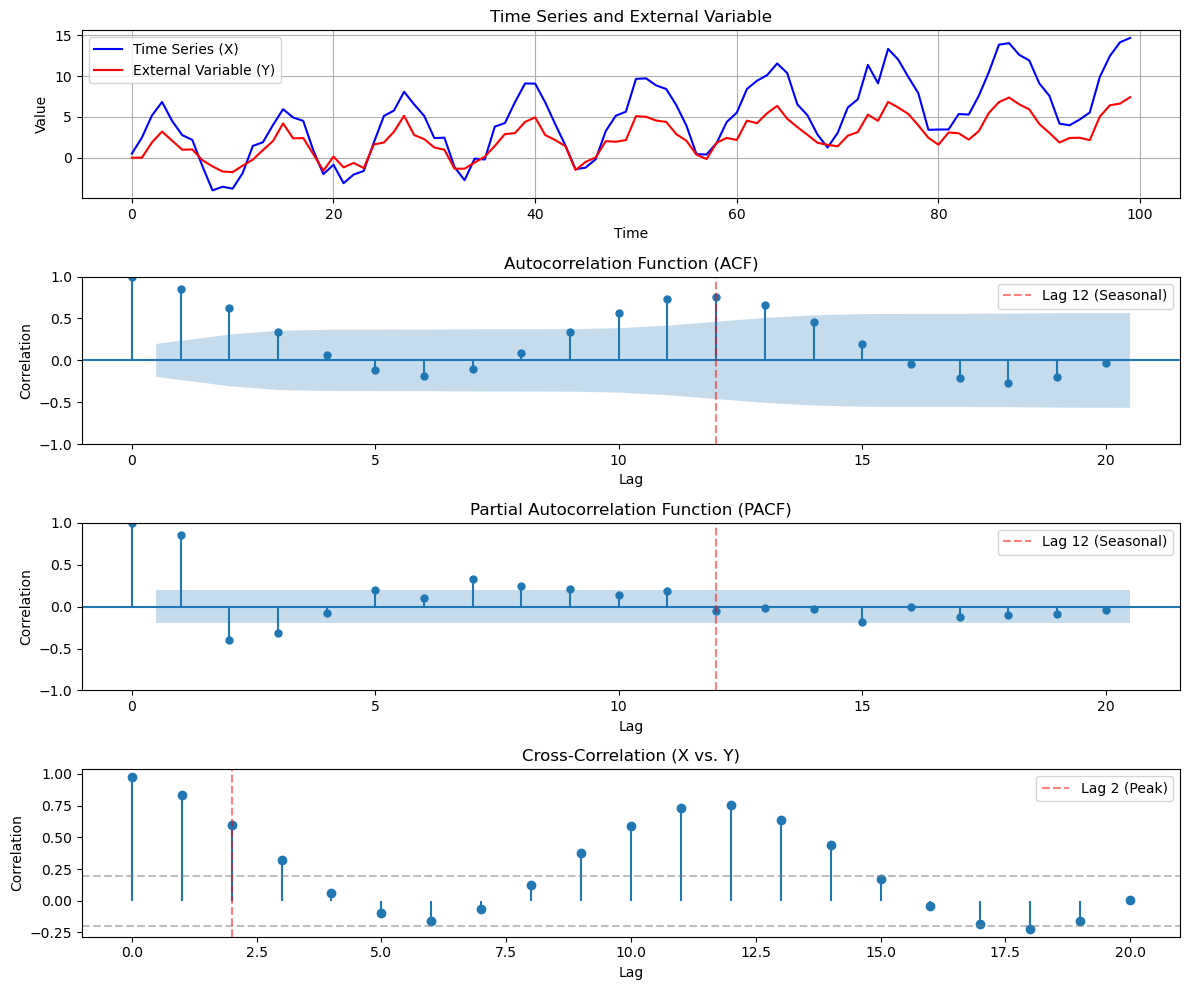 Time Series and External Variable
Time Series (X)
External Variable (Y)
Value
15
10
5
0
0 20 40 60 80 100
Time
Autocorrelation Function (ACF)
Lag 12 (Seasonal)
Correlation
1.0
0.5
0.0
−0.5
−1.0
0 5 10 15 20
Lag
Partial Autocorrelation Function (PACF)
Lag 12 (Seasonal)
Correlation
1.0
0.5
0.0
−0.5
−1.0
0 5 10 15 20
Lag
Cross-Correlation (X vs. Y)
Lag 2 (Peak)
Correlation
1.00
0.75
0.50
0.25
0.00
−0.25
0.0 2.5 5.0 7.5 10.0 12.5 15.0 17.5 20.0
Lag